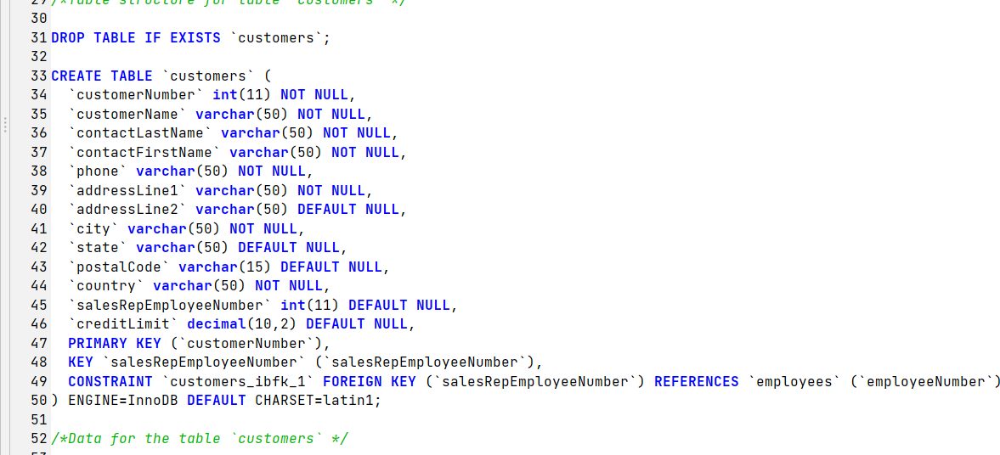 29 /*Table structure for table `customers` */
30
31 DROP TABLE IF EXISTS `customers`;
32
33 CREATE TABLE `customers` (
34   `customerNumber` int(11) NOT NULL,
35   `customerName` varchar(50) NOT NULL,
36   `contactLastName` varchar(50) NOT NULL,
37   `contactFirstName` varchar(50) NOT NULL,
38   `phone` varchar(50) NOT NULL,
39   `addressLine1` varchar(50) NOT NULL,
40   `addressLine2` varchar(50) DEFAULT NULL,
41   `city` varchar(50) NOT NULL,
42   `state` varchar(50) DEFAULT NULL,
43   `postalCode` varchar(15) DEFAULT NULL,
44   `country` varchar(50) NOT NULL,
45   `salesRepEmployeeNumber` int(11) DEFAULT NULL,
46   `creditLimit` decimal(10,2) DEFAULT NULL,
47   PRIMARY KEY (`customerNumber`),
48   KEY `salesRepEmployeeNumber` (`salesRepEmployeeNumber`),
49   CONSTRAINT `customers_ibfk_1` FOREIGN KEY (`salesRepEmployeeNumber`) REFERENCES `employees` (`employeeNumber`)
50 ) ENGINE=InnoDB DEFAULT CHARSET=latin1;
51
52 /*Data for the table `customers` */
53